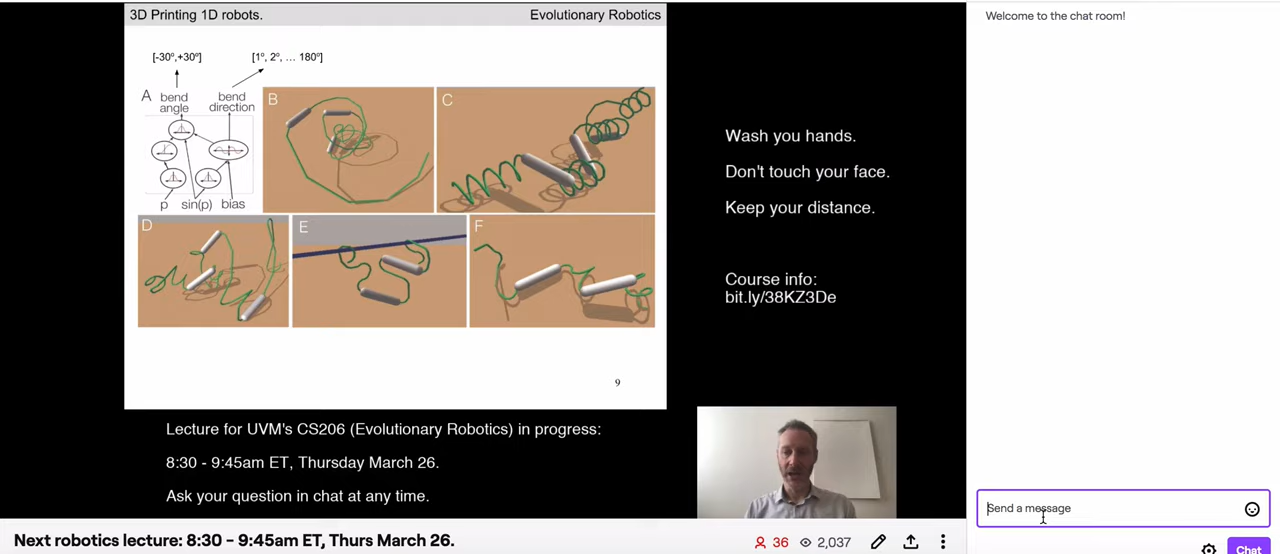 3D Printing 1D robots.
Evolutionary Robotics
[-30º,+30º]
[1º, 2º, ... 180º]
A
bend
angle
bend
direction
p
sin(p)
bias
B
C
D
E
F
9
Wash you hands.
Don't touch your face.
Keep your distance.
Course info:
bit.ly/38KZ3De
Lecture for UVM's CS206 (Evolutionary Robotics) in progress:
8:30 - 9:45am ET, Thursday March 26.
Ask your question in chat at any time.
Next robotics lecture: 8:30 - 9:45am ET, Thurs March 26.
36
2,037
Welcome to the chat room!
Send a message
Chat